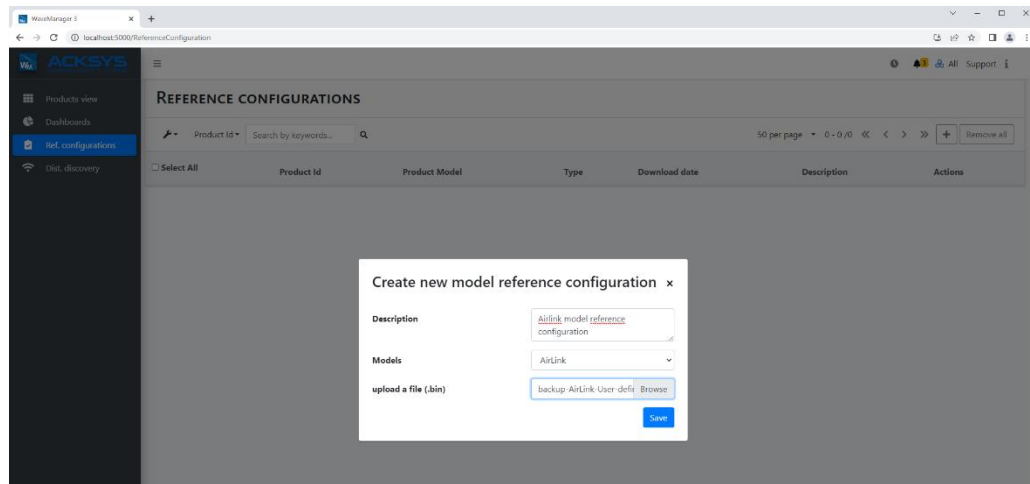 WaveManager 5
localhost:5000/ReferenceConfiguration
WM ACKSYS
All Support
Products view
Dashboards
Ref. configurations
Dist. discovery
REFERENCE CONFIGURATIONS
Product Id Search by keywords... 50 per page 0 - 0 /0 « < > » + Remove all
Select All Product Id Product Model Type Download date Description Actions
Create new model reference configuration ×
Description Airlink model reference
configuration
Models AirLink
upload a file (.bin) backup-AirLink-User-defi Browse
Save